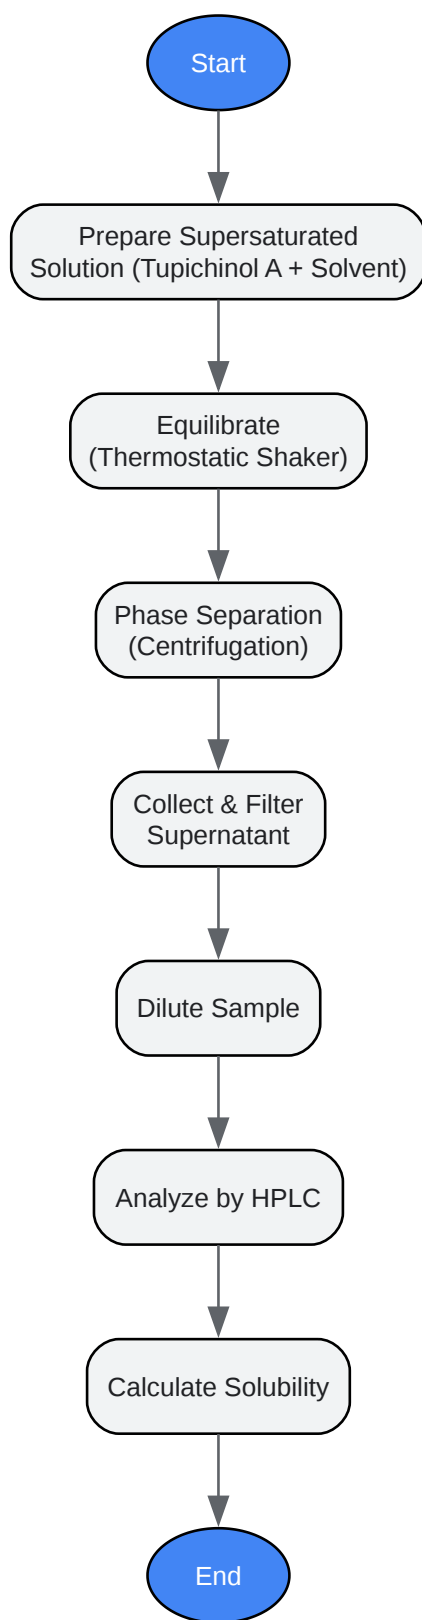 Start
Prepare Supersaturated
Solution (Tupichinol A + Solvent)
Equilibrate
(Thermostatic Shaker)
Phase Separation
(Centrifugation)
Collect & Filter
Supernatant
Dilute Sample
Analyze by HPLC
Calculate Solubility
End